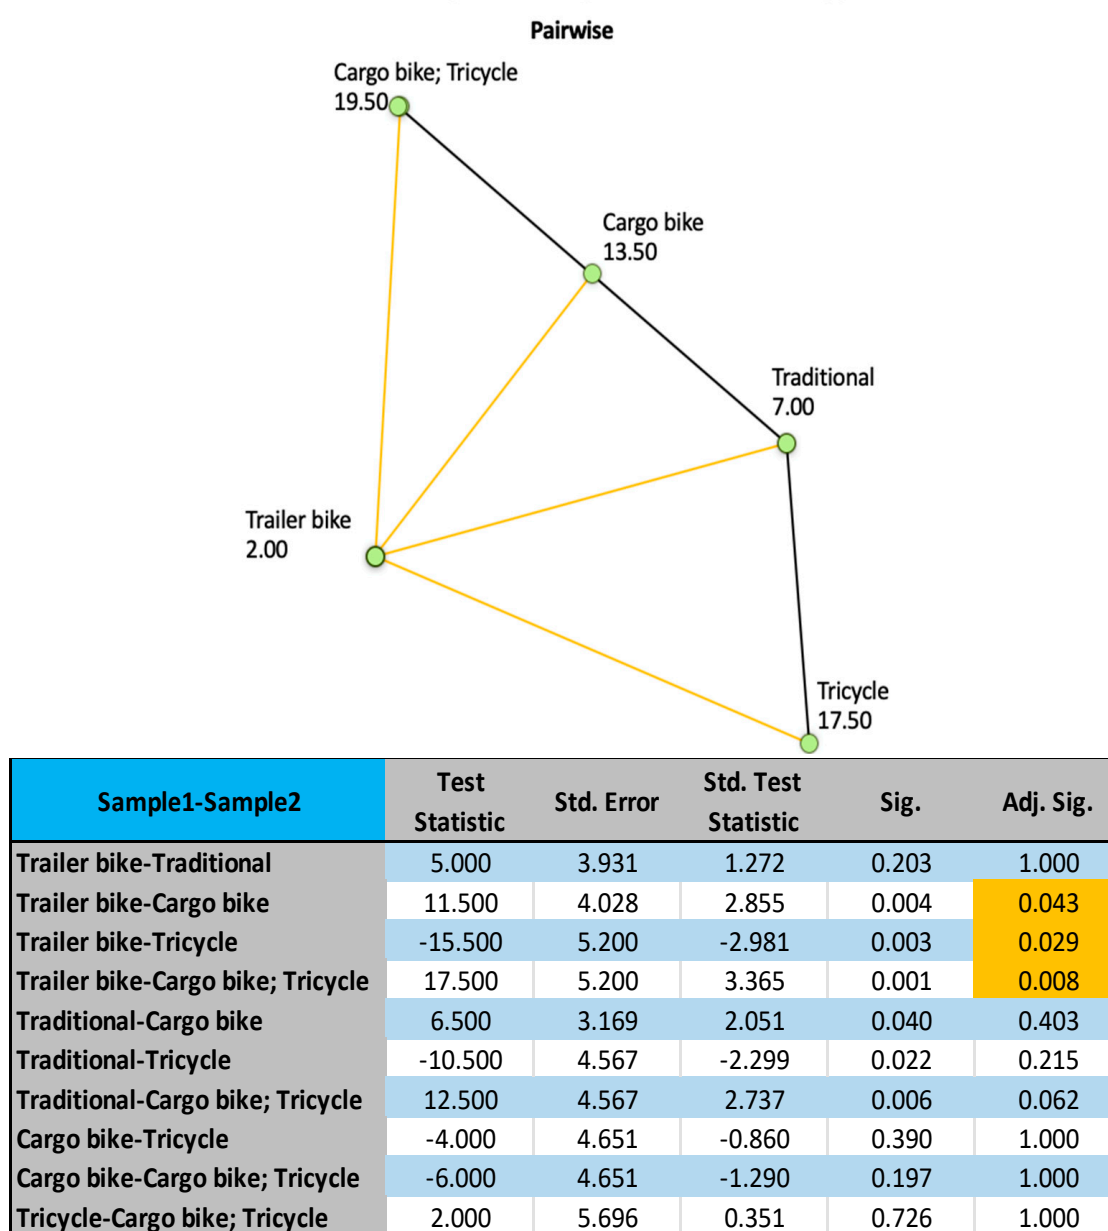 Pairwise
Cargo bike; Tricycle
19.50
Cargo bike
13.50
Traditional
7.00
Trailer bike
2.00
Tricycle
17.50
Sample1-Sample2 Test Statistic Std. Error Std. Test Statistic Sig. Adj. Sig.
Trailer bike-Traditional 5.000 3.931 1.272 0.203 1.000
Trailer bike-Cargo bike 11.500 4.028 2.855 0.004 0.043
Trailer bike-Tricycle -15.500 5.200 -2.981 0.003 0.029
Trailer bike-Cargo bike; Tricycle 17.500 5.200 3.365 0.001 0.008
Traditional-Cargo bike 6.500 3.169 2.051 0.040 0.403
Traditional-Tricycle -10.500 4.567 -2.299 0.022 0.215
Traditional-Cargo bike; Tricycle 12.500 4.567 2.737 0.006 0.062
Cargo bike-Tricycle -4.000 4.651 -0.860 0.390 1.000
Cargo bike-Cargo bike; Tricycle -6.000 4.651 -1.290 0.197 1.000
Tricycle-Cargo bike; Tricycle 2.000 5.696 0.351 0.726 1.000